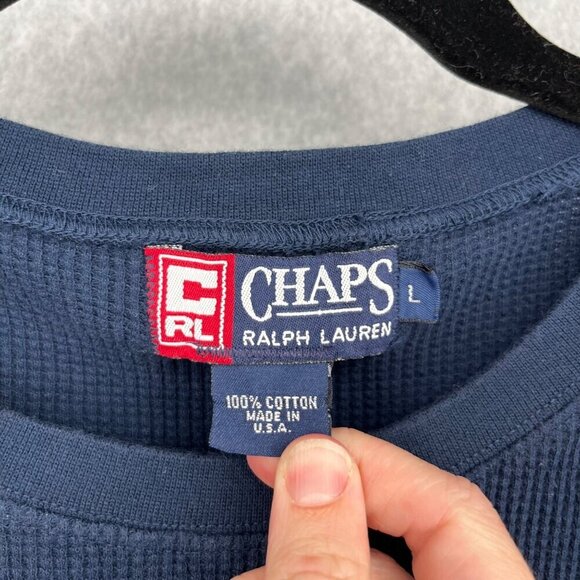 C
RL
CHAPS
RALPH LAUREN
L
100% COTTON
MADE IN
U.S.A.